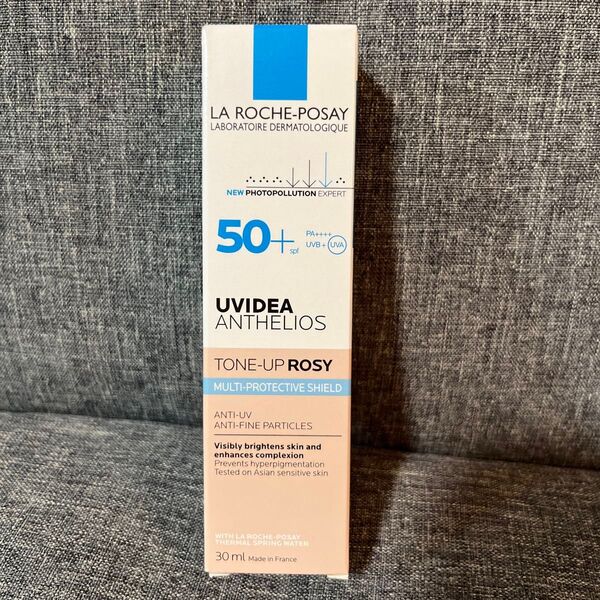 LA ROCHE-POSAY
LABORATOIRE DERMATOLOGIQUE
NEW PHOTOPOLLUTION EXPERT
50+ spf
PA++++
UVB + UVA
UVIDEA
ANTHELIOS
TONE-UP ROSY
MULTI-PROTECTIVE SHIELD
ANTI-UV
ANTI-FINE PARTICLES
Visibly brightens skin and
enhances complexion
Prevents hyperpigmentation
Tested on Asian sensitive skin
WITH LA ROCHE-POSAY
THERMAL SPRING WATER
30 ml Made in France